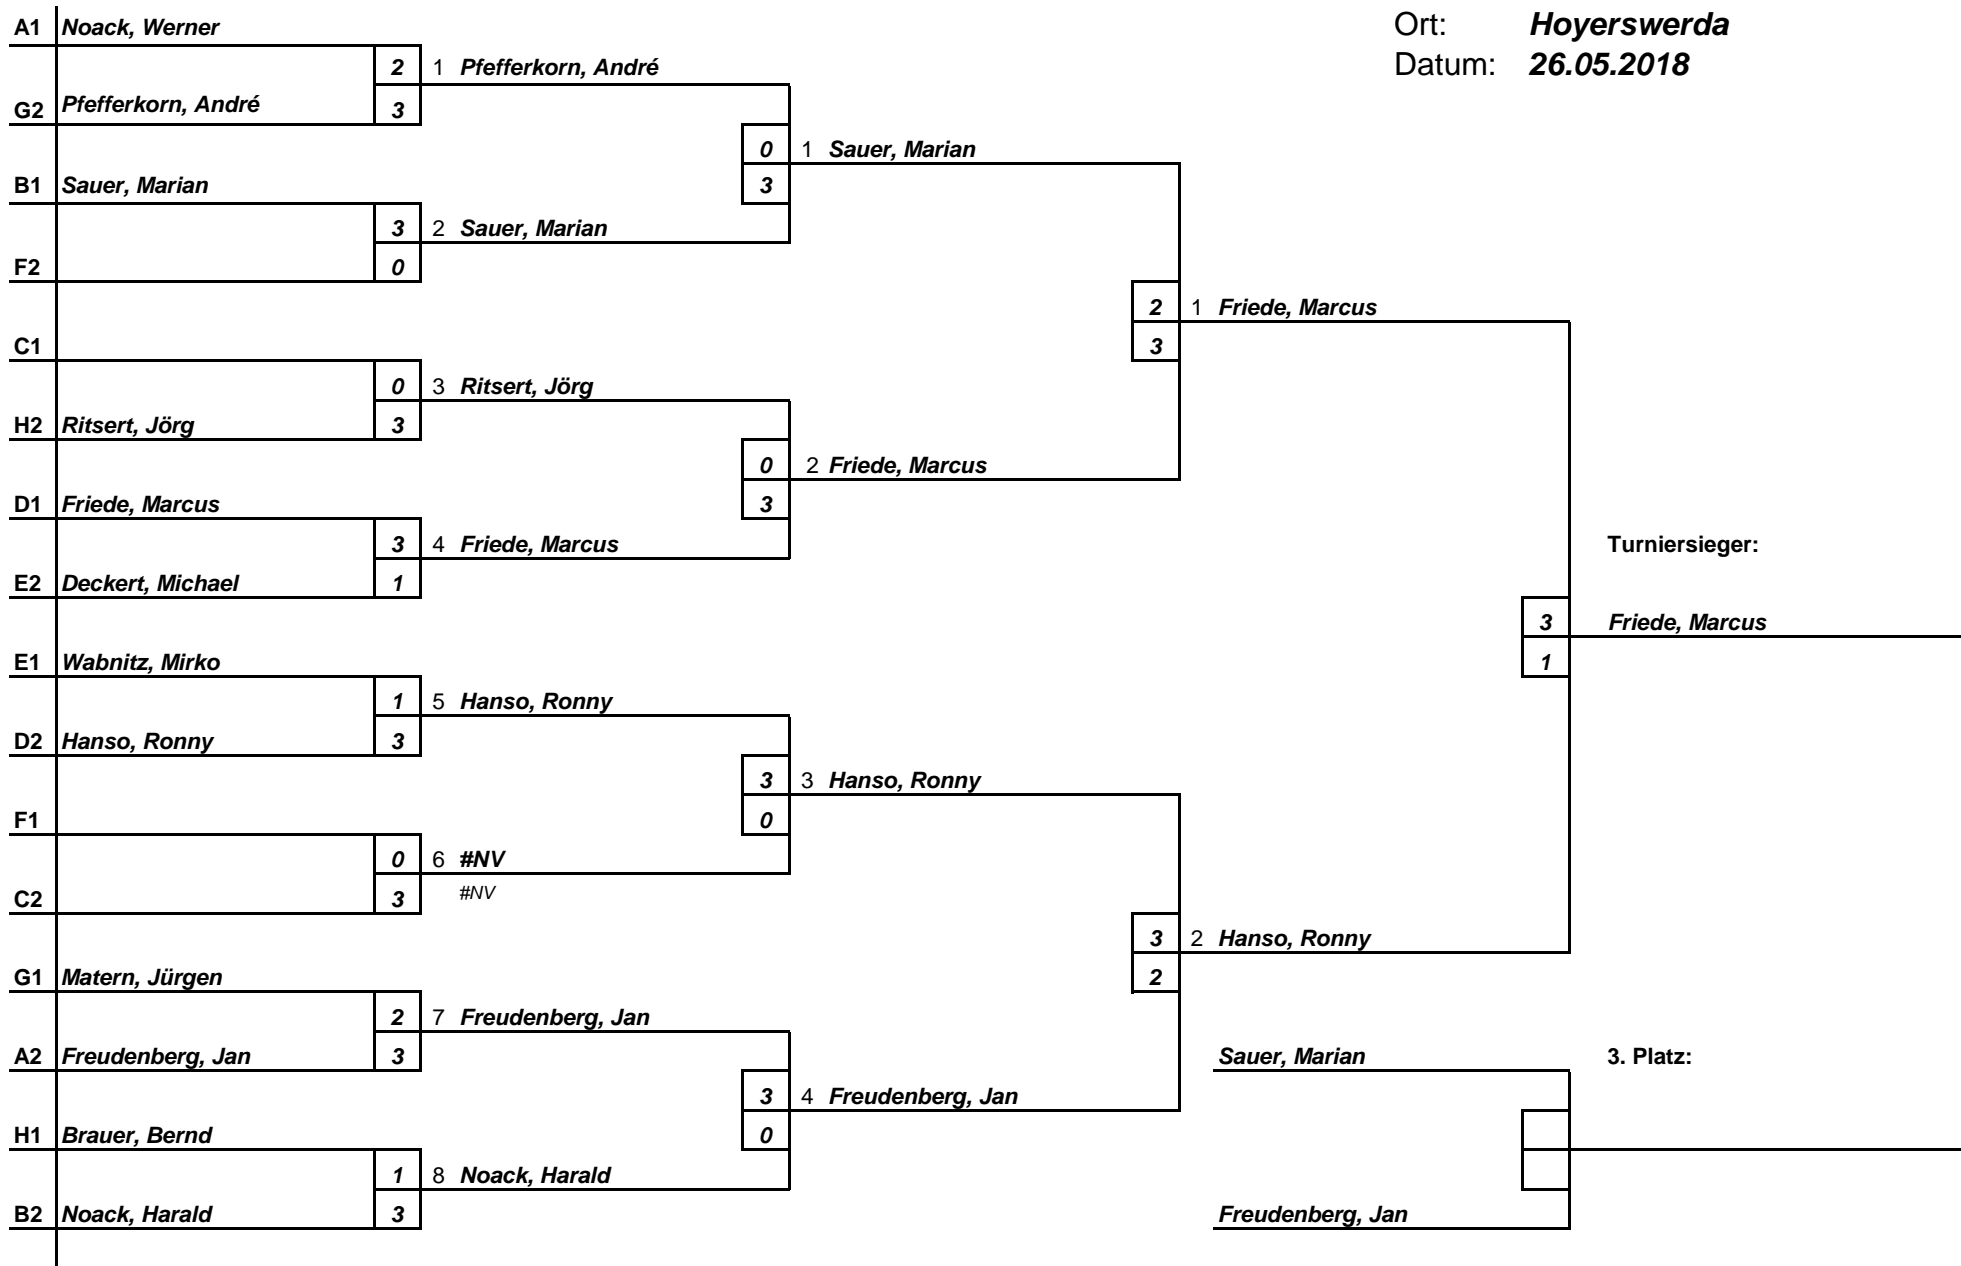 A1 Noack, Werner
Ort: Hoyerswerda
2 1 Pfefferkorn, André
Datum: 26.05.2018
G2 Pfefferkorn, André 3
0 1 Sauer, Marian
B1 Sauer, Marian 3
3 2 Sauer, Marian
F2 0
2 1 Friede, Marcus
C1 3
0 3 Ritsert, Jörg
H2 Ritsert, Jörg 3
0 2 Friede, Marcus
D1 Friede, Marcus 3
3 4 Friede, Marcus Turniersieger:
E2 Deckert, Michael 1
3 Friede, Marcus
E1 Wabnitz, Mirko 1
1 5 Hanso, Ronny
D2 Hanso, Ronny 3
3 3 Hanso, Ronny
F1 0
0 6 #NV
C2 3 #NV
3 2 Hanso, Ronny
G1 Matern, Jürgen 2
2 7 Freudenberg, Jan
A2 Freudenberg, Jan 3 Sauer, Marian 3. Platz:
3 4 Freudenberg, Jan
H1 Brauer, Bernd 0
1 8 Noack, Harald
B2 Noack, Harald 3 Freudenberg, Jan